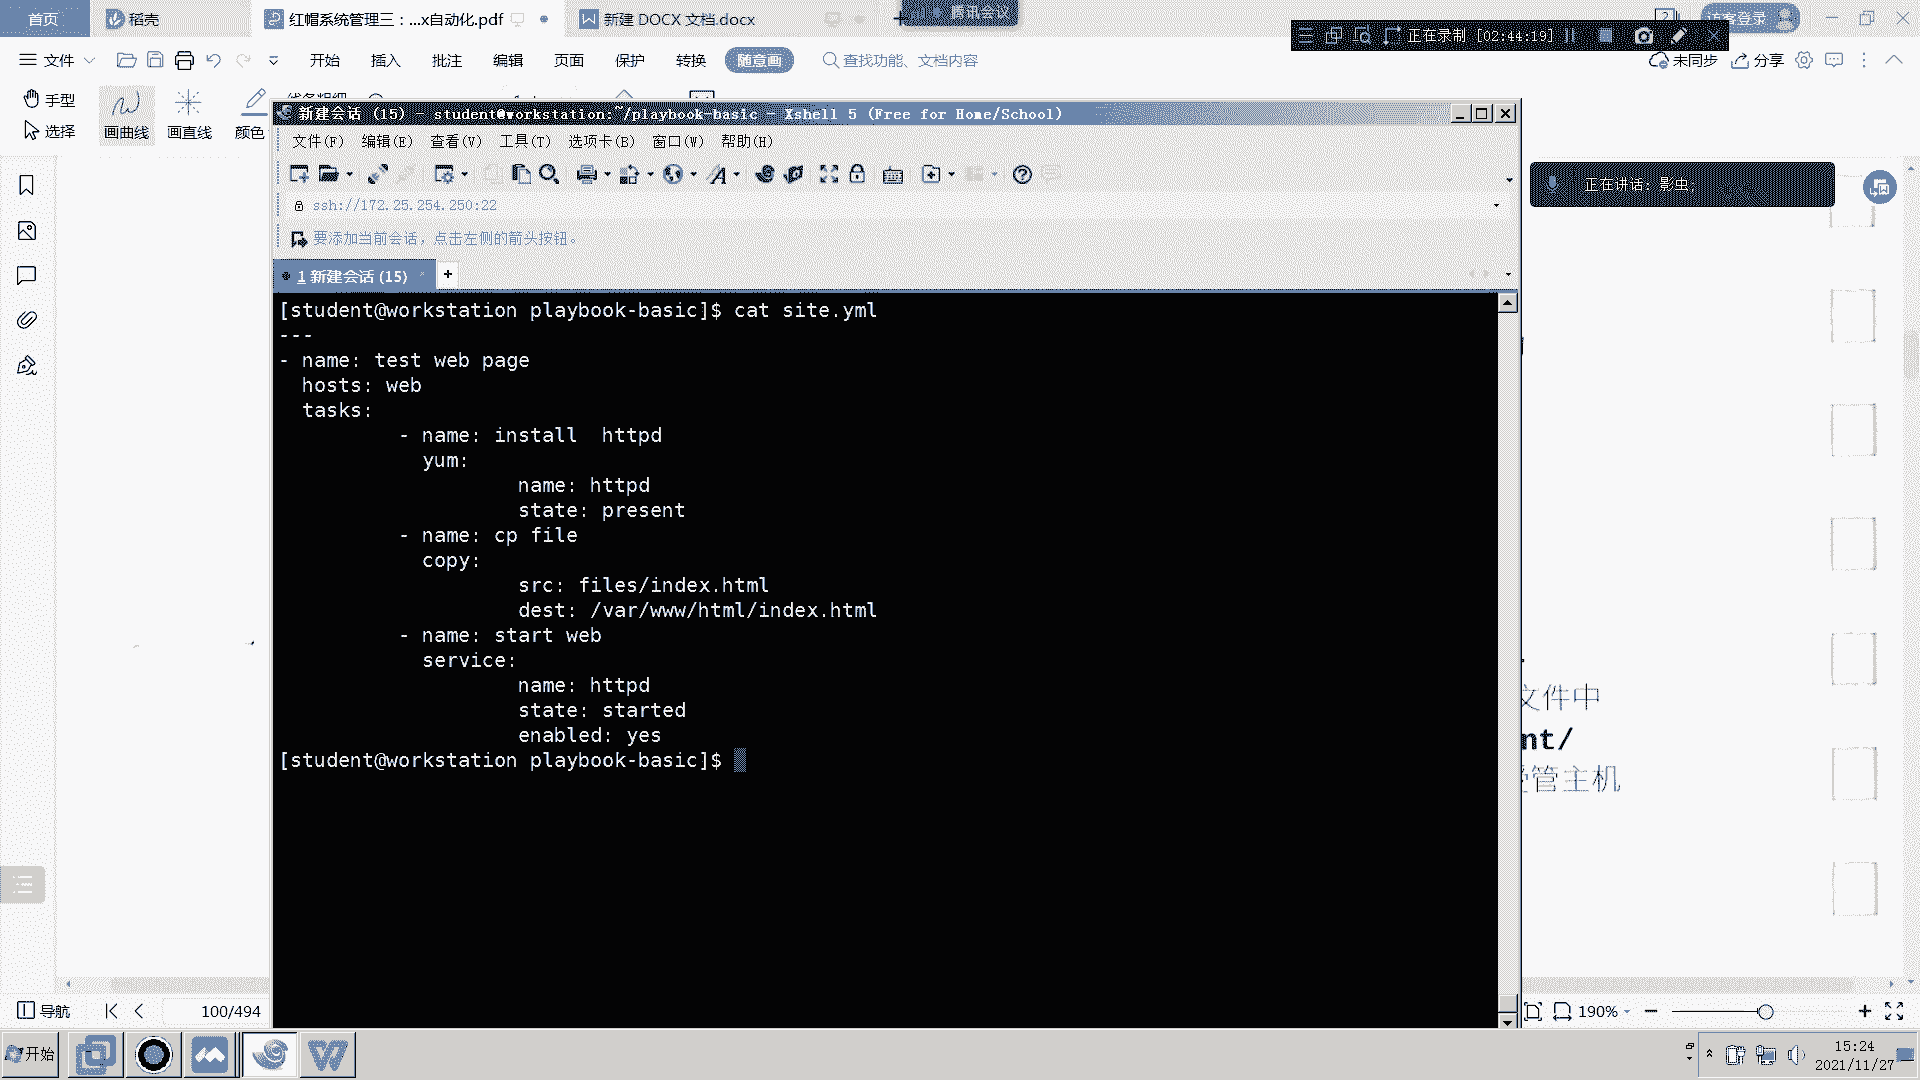 首页
稻壳
红帽系统管理三：...x自动化.pdf
新建 DOCX 文档.docx
腾讯会议
访客登录
正在录制 [02:44:19]
文件
开始
插入
批注
编辑
页面
保护
转换
随意画
查找功能、文档内容
未同步
分享
手型
选择
画曲线
画直线
颜色
新建会话 (15) - student@workstation:~/playbook-basic - Xshell 5 (Free for Home/School)
文件(F) 编辑(E) 查看(V) 工具(T) 选项卡(B) 窗口(W) 帮助(H)
ssh://172.25.254.250:22
要添加当前会话，点击左侧的箭头按钮。
1 新建会话 (15)
正在讲话: 影虫;
[student@workstation playbook-basic]$ cat site.yml
---
- name: test web page
  hosts: web
  tasks:
          - name: install  httpd
            yum:
                    name: httpd
                    state: present
          - name: cp file
            copy:
                    src: files/index.html
                    dest: /var/www/html/index.html
          - name: start web
            service:
                    name: httpd
                    state: started
                    enabled: yes
[student@workstation playbook-basic]$
文件中
nt/
管主机
导航
100/494
190%
开始
15:24
2021/11/27